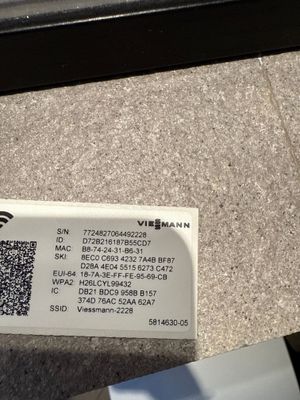 VIESMANN
S/N: 7724827064492228
ID: D72B216187B55CD7
MAC: B8-74-24-31-B6-31
SKI: 8EC0 C693 4232 7A4B BF87
D28A 4E04 5515 6273 C472
EUI-64 18-7A-3E-FF-FE-95-69-CB
WPA2: H26LCYL99432
IC DB21 BDC9 958B B157
374D 76AC 52AA 62A7
SSID: Viessmann-2228
5814630-05